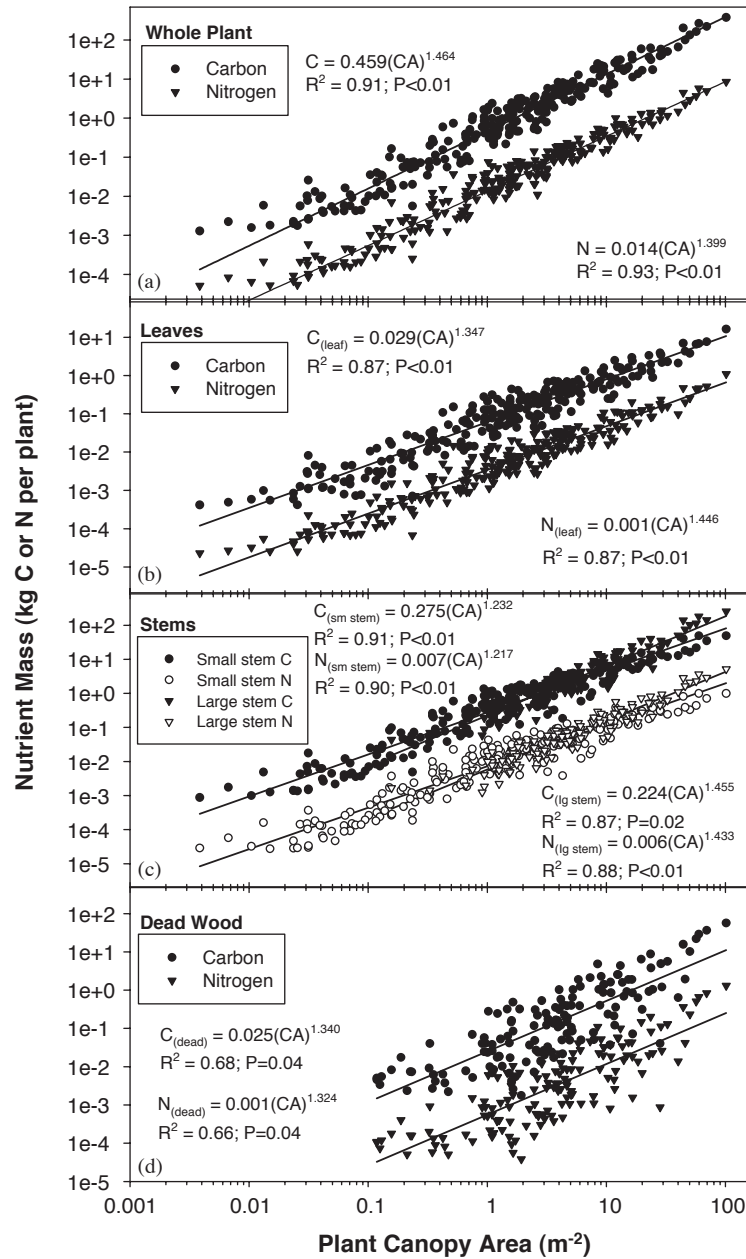 Nutrient Mass (kg C or N per plant)
Whole Plant
Carbon
Nitrogen
C = 0.459(CA)^1.464
R² = 0.91; P<0.01
N = 0.014(CA)^1.399
R² = 0.93; P<0.01
(a)
1e+2
1e+1
1e+0
1e-1
1e-2
1e-3
1e-4
Leaves
Carbon
Nitrogen
C(leaf) = 0.029(CA)^1.347
R² = 0.87; P<0.01
N(leaf) = 0.001(CA)^1.446
R² = 0.87; P<0.01
(b)
1e+1
1e+0
1e-1
1e-2
1e-3
1e-4
1e-5
Stems
Small stem C
Small stem N
Large stem C
Large stem N
C(sm stem) = 0.275(CA)^1.232
R² = 0.91; P<0.01
N(sm stem) = 0.007(CA)^1.217
R² = 0.90; P<0.01
C(lg stem) = 0.224(CA)^1.455
R² = 0.87; P=0.02
N(lg stem) = 0.006(CA)^1.433
R² = 0.88; P<0.01
(c)
1e+2
1e+1
1e+0
1e-1
1e-2
1e-3
1e-4
1e-5
Dead Wood
Carbon
Nitrogen
C(dead) = 0.025(CA)^1.340
R² = 0.68; P=0.04
N(dead) = 0.001(CA)^1.324
R² = 0.66; P=0.04
(d)
1e+2
1e+1
1e+0
1e-1
1e-2
1e-3
1e-4
1e-5
0.001 0.01 0.1 1 10 100
Plant Canopy Area (m⁻²)